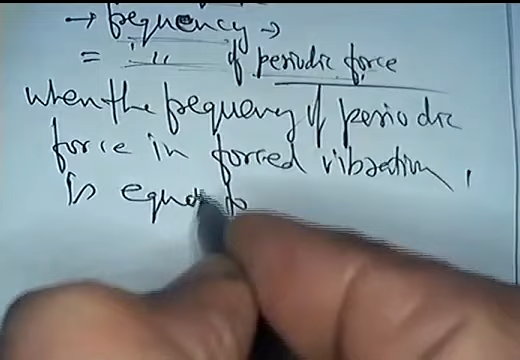 → frequency →
= " " of periodic force
when the frequency of periodic
force in forced vibration,
is equal to